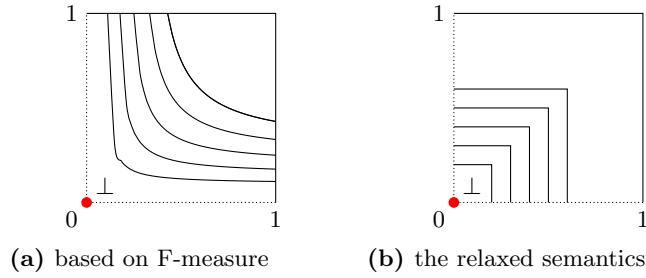 1 1
⊥ ⊥
0 1 0 1
(a) based on F-measure (b) the relaxed semantics